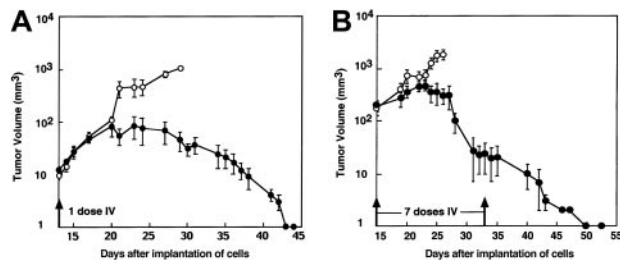 A
Tumor Volume (mm3)
104
103
102
10
1
1 dose IV
15 20 25 30 35 40 45
Days after implantation of cells
B
Tumor Volume (mm3)
104
103
102
10
1
7 doses IV
15 20 25 30 35 40 45 50 55
Days after implantation of cells